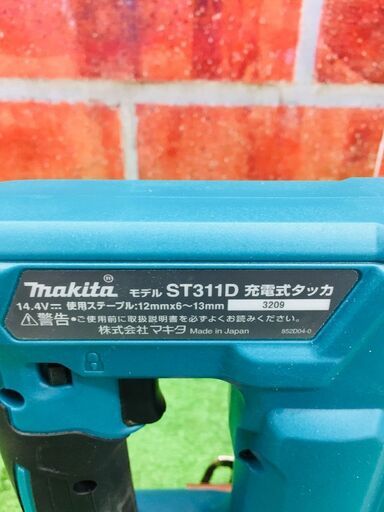 makita® モデル ST311D 充電式タッカ
14.4V⎓ 使用ステープル:12mmx6～13mm 3209
⚠警告・ご使用前に取扱説明書を必ずよくお読みください。
株式会社マキタ Made in Japan 852D04-0